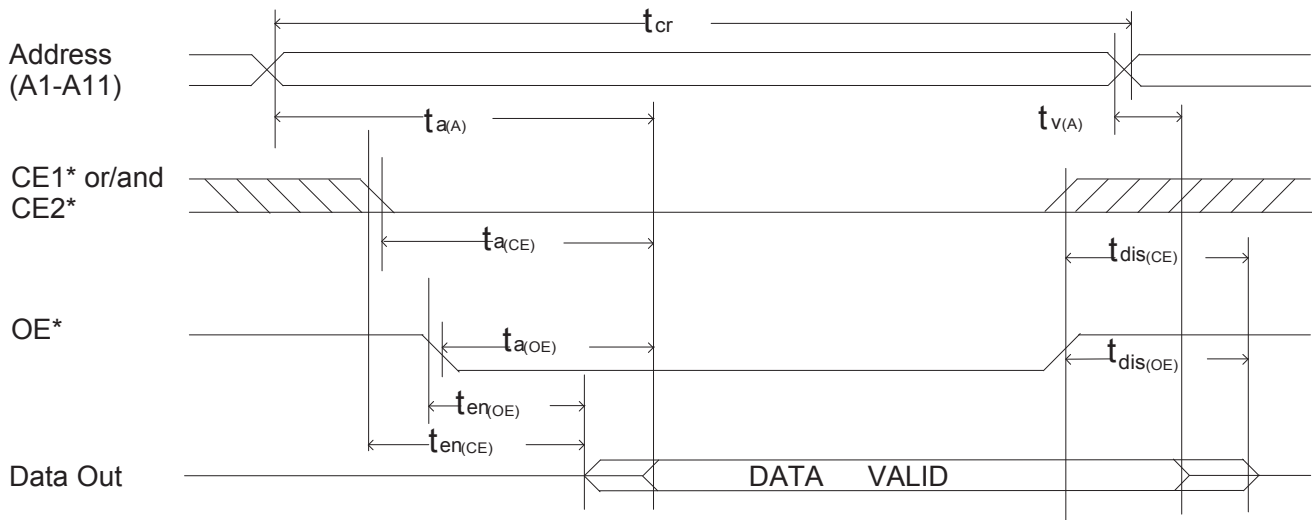 tcr
Address
(A1-A11)
ta(A)
tv(A)
CE1* or/and
CE2*
ta(CE)
tdis(CE)
OE*
ta(OE)
tdis(OE)
ten(OE)
ten(CE)
Data Out
DATA VALID